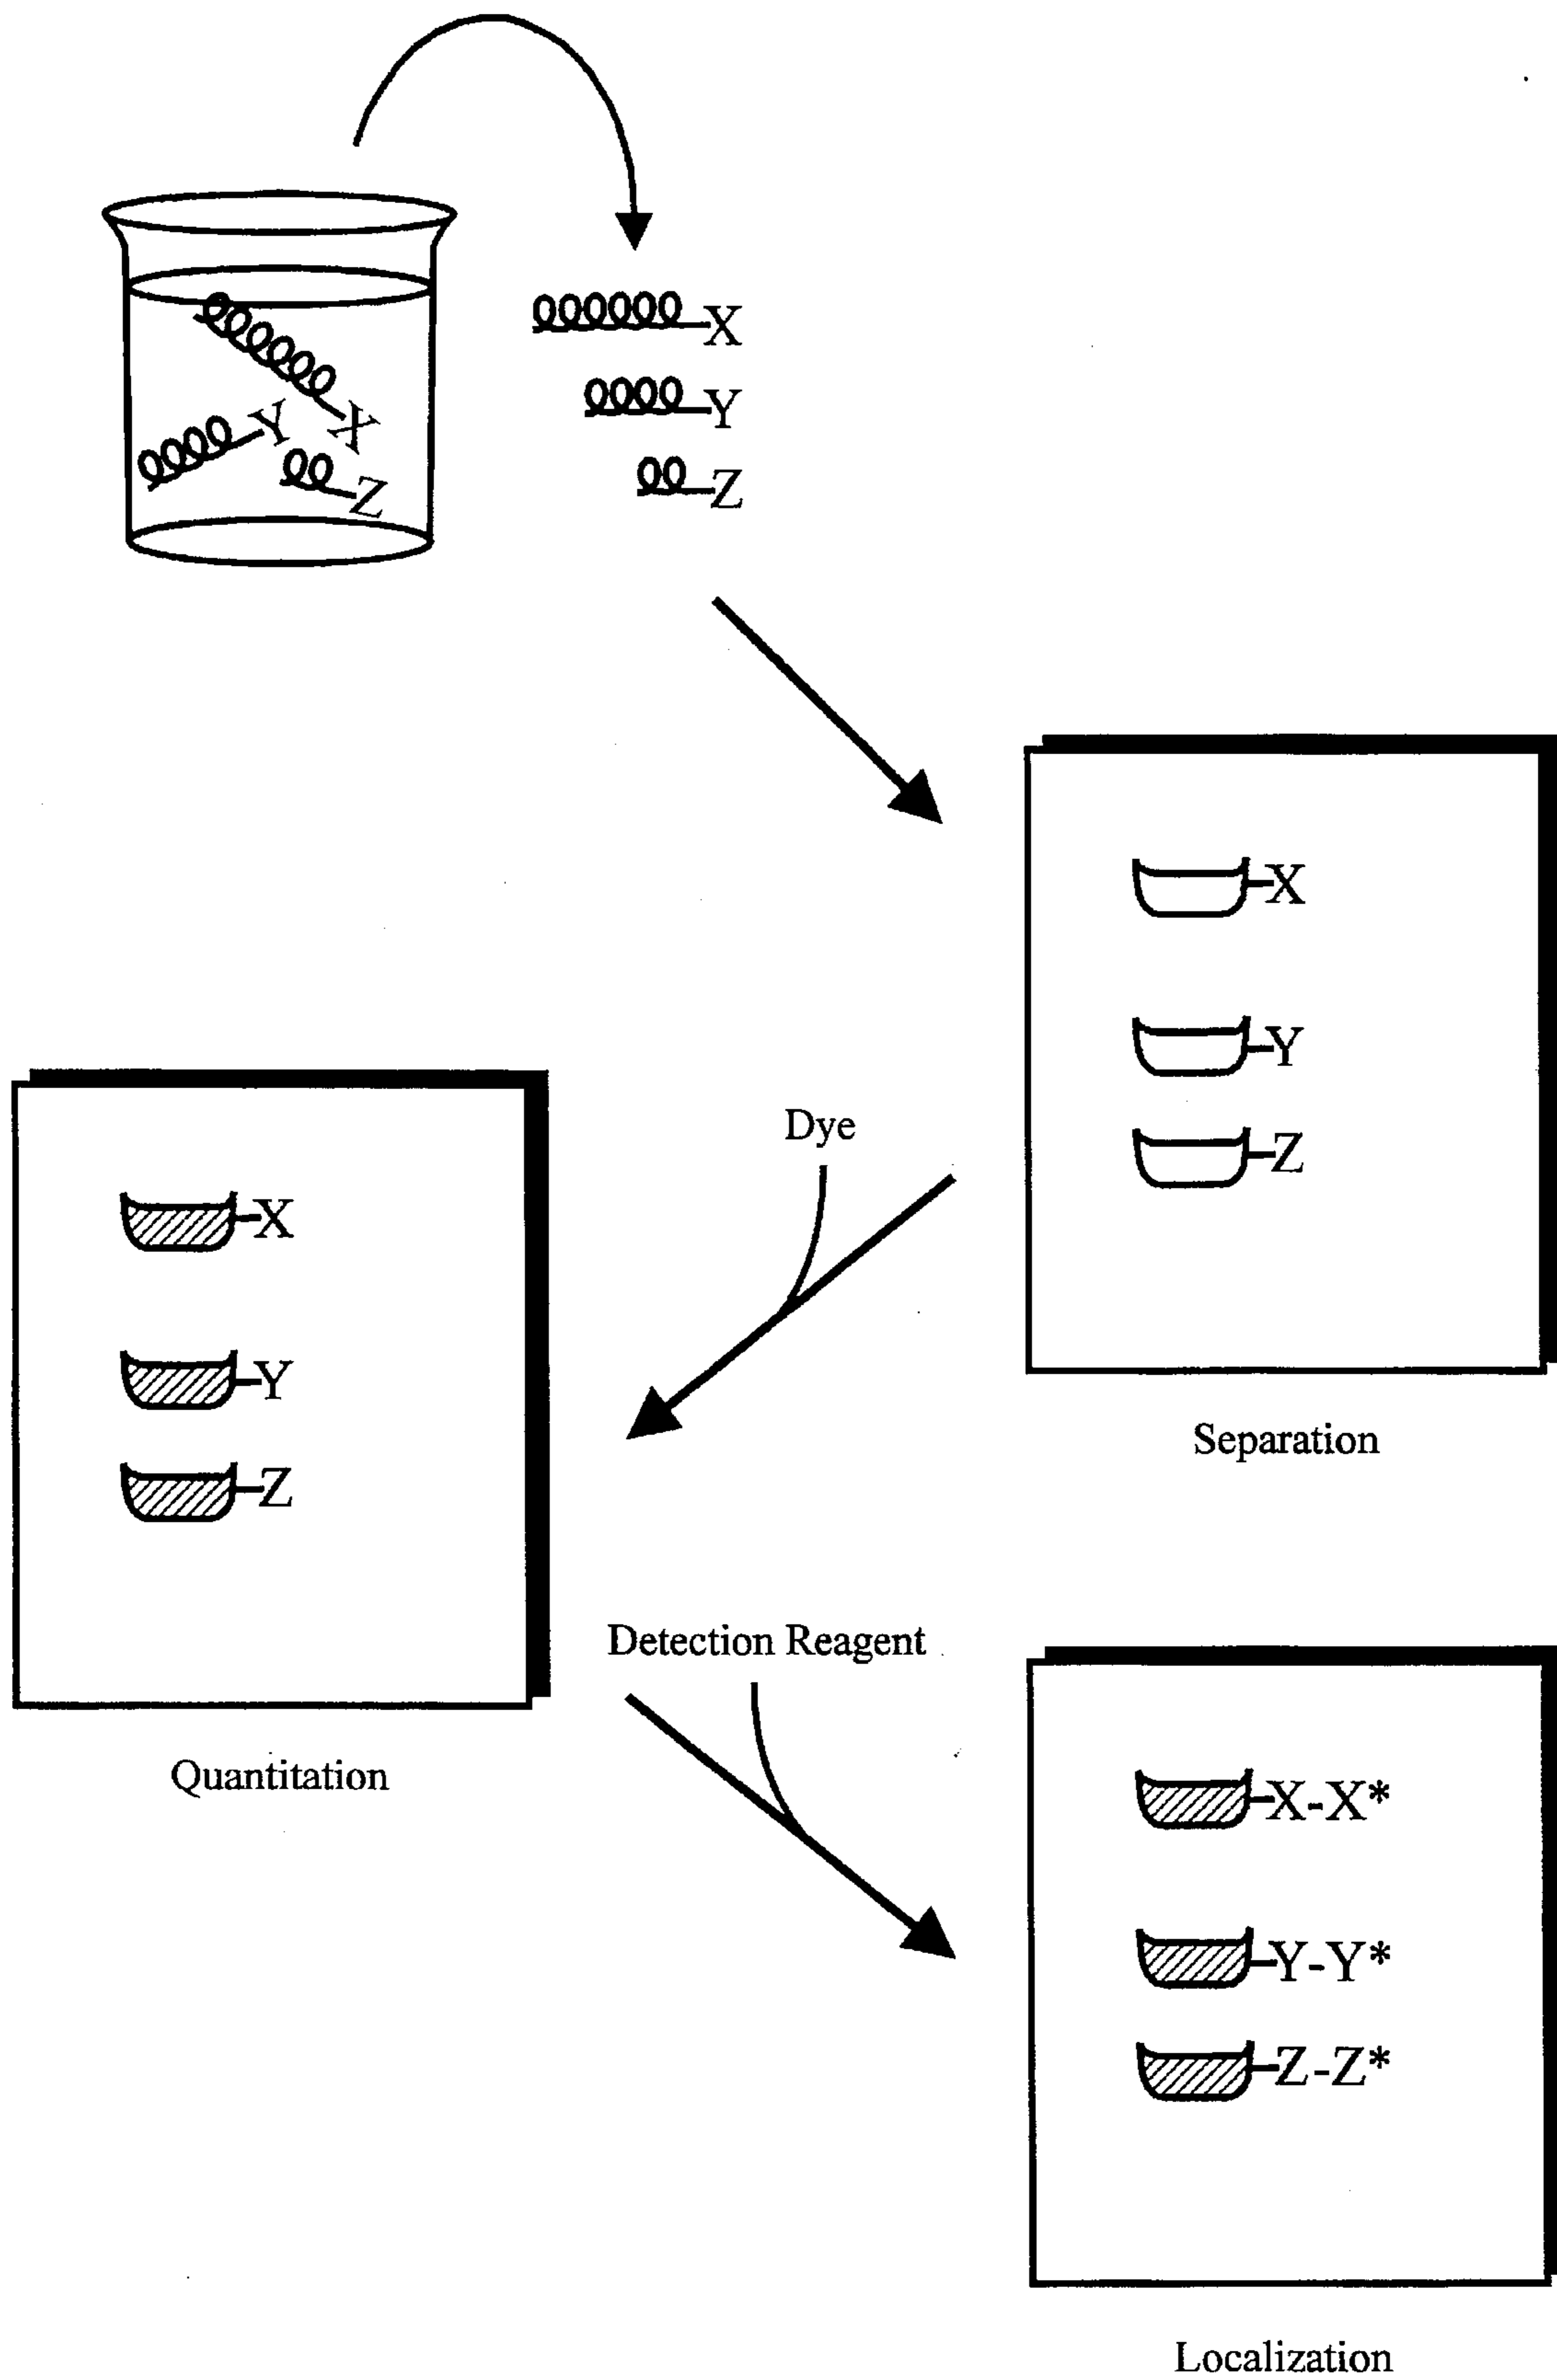 X
Y
Z
X
Y
Z
X
Y
Z
Separation
Dye
X
Y
Z
Quantitation
Detection Reagent
X-X*
Y-Y*
Z-Z*
Localization